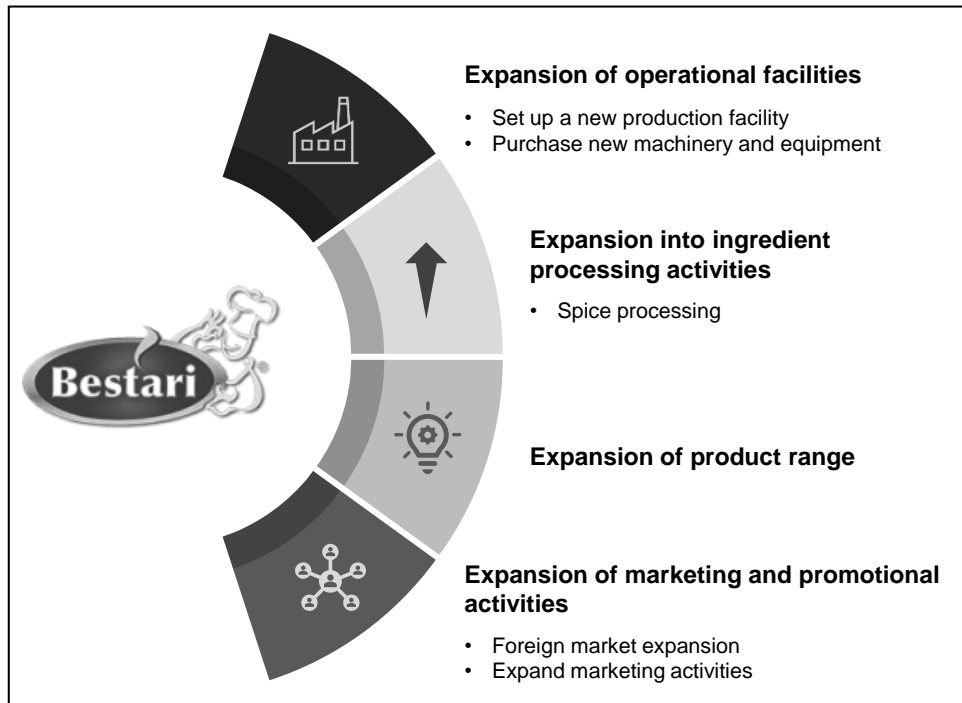 Expansion of operational facilities
• Set up a new production facility
• Purchase new machinery and equipment
Expansion into ingredient
processing activities
• Spice processing
Bestari
Expansion of product range
Expansion of marketing and promotional
activities
• Foreign market expansion
• Expand marketing activities